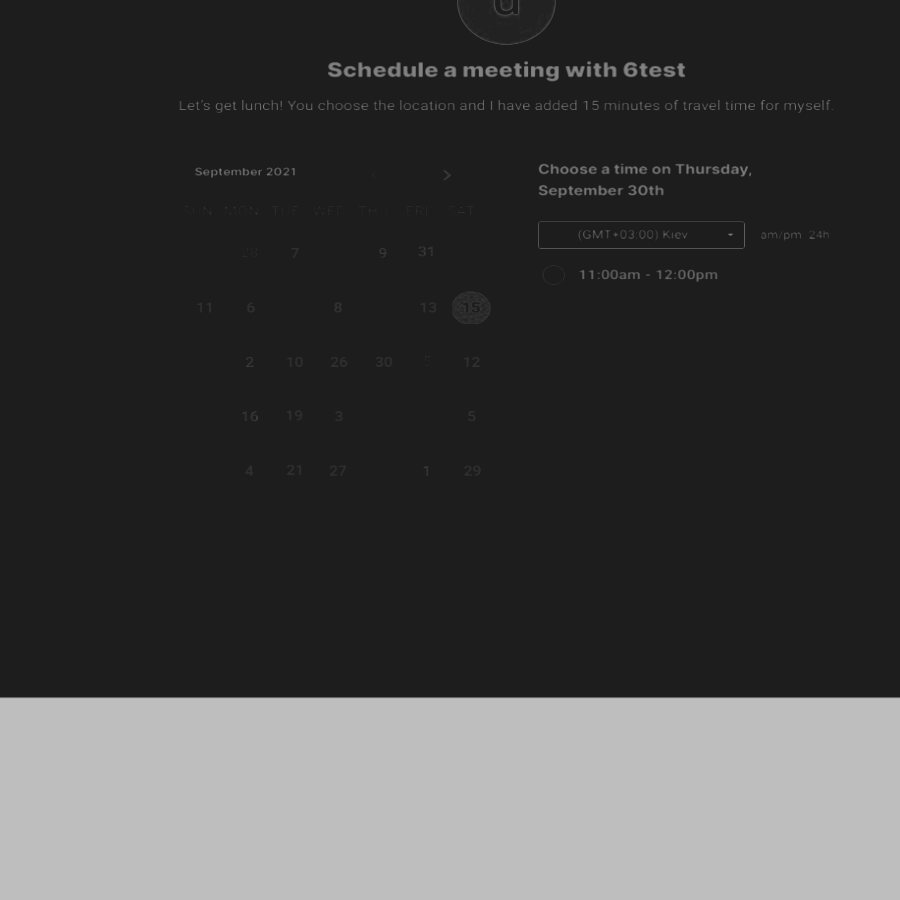 Schedule a meeting with 6test
Let's get lunch! You choose the location and I have added 15 minutes of travel time for myself.
September 2021
SUN MON TUE WED THU FRI SAT
7 9 31
11 6 8 13 15
2 10 26 30 12
16 19 3 5
4 21 27 1 29
Choose a time on Thursday,
September 30th
(GMT+03:00) Kiev
am/pm 24h
11:00am - 12:00pm